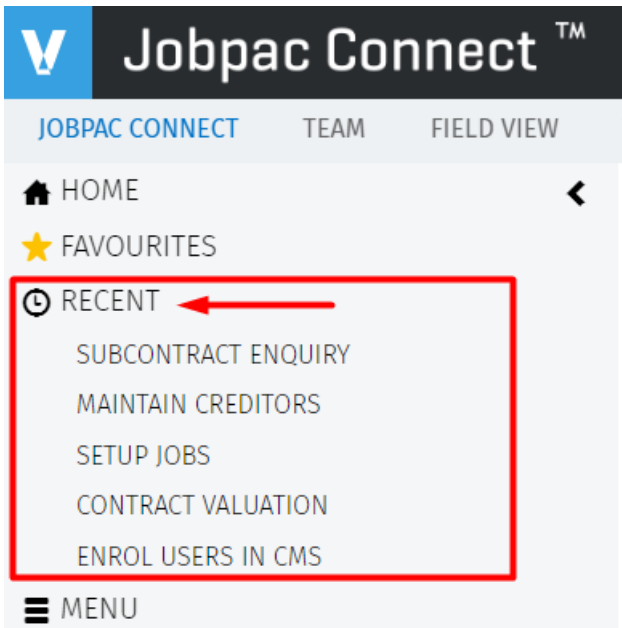 V Jobpac Connect ™
JOBPAC CONNECT TEAM FIELD VIEW
HOME
FAVOURITES
RECENT
SUBCONTRACT ENQUIRY
MAINTAIN CREDITORS
SETUP JOBS
CONTRACT VALUATION
ENROL USERS IN CMS
MENU